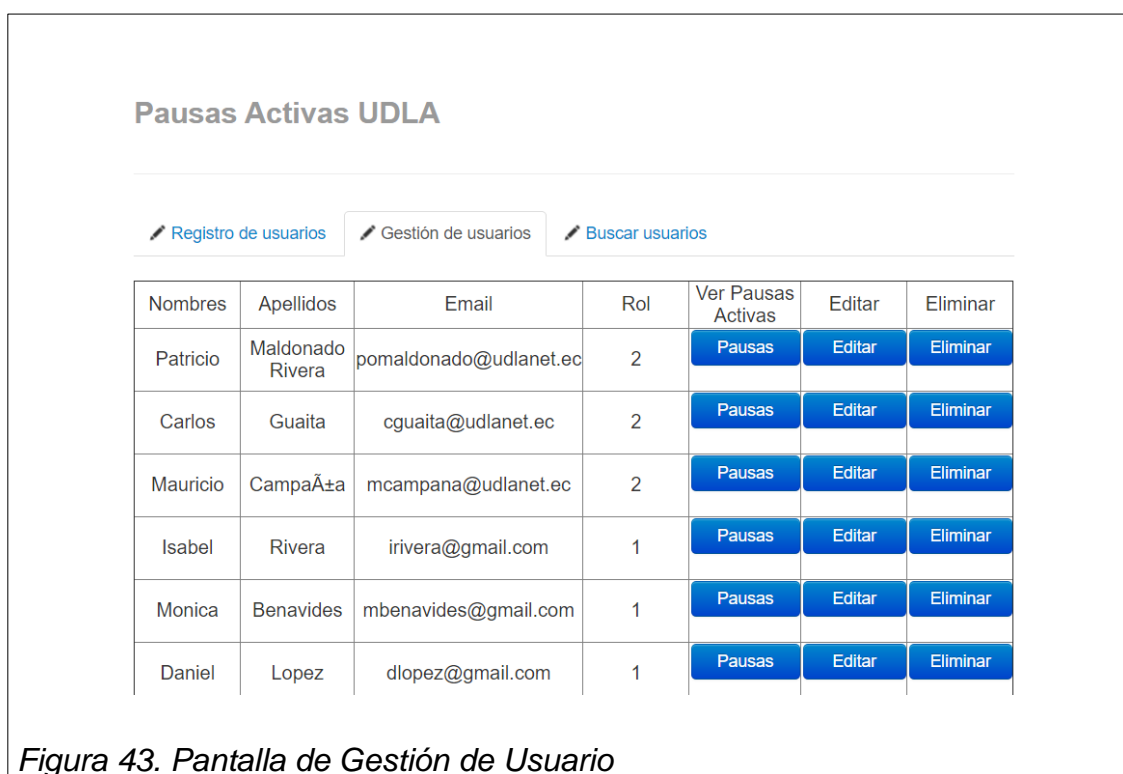 Pausas Activas UDLA
Registro de usuarios Gestión de usuarios Buscar usuarios
Nombres Apellidos Email Rol Ver Pausas Activas Editar Eliminar
Patricio Maldonado Rivera pomaldonado@udlanet.ec 2 Pausas Editar Eliminar
Carlos Guaita cguaita@udlanet.ec 2 Pausas Editar Eliminar
Mauricio CampaÃ±a mcampana@udlanet.ec 2 Pausas Editar Eliminar
Isabel Rivera irivera@gmail.com 1 Pausas Editar Eliminar
Monica Benavides mbenavides@gmail.com 1 Pausas Editar Eliminar
Daniel Lopez dlopez@gmail.com 1 Pausas Editar Eliminar
Figura 43. Pantalla de Gestión de Usuario